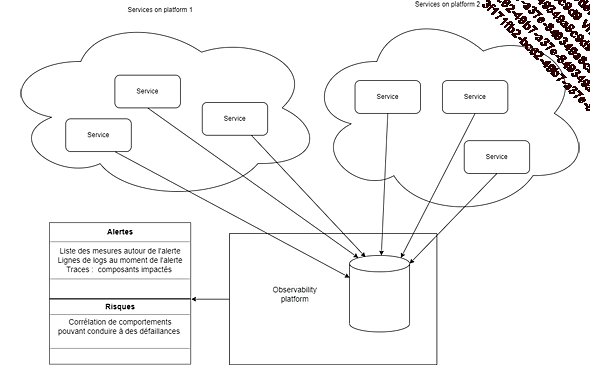 Services on platform 1
Services on platform 2
Service
Service
Service
Service
Service
Service
Alertes
Liste des mesures autour de l'alerte
Lignes de logs au moment de l'alerte
Traces : composants impactés
Observability
platform
Risques
Corrélation de comportements
pouvant conduire à des défaillances